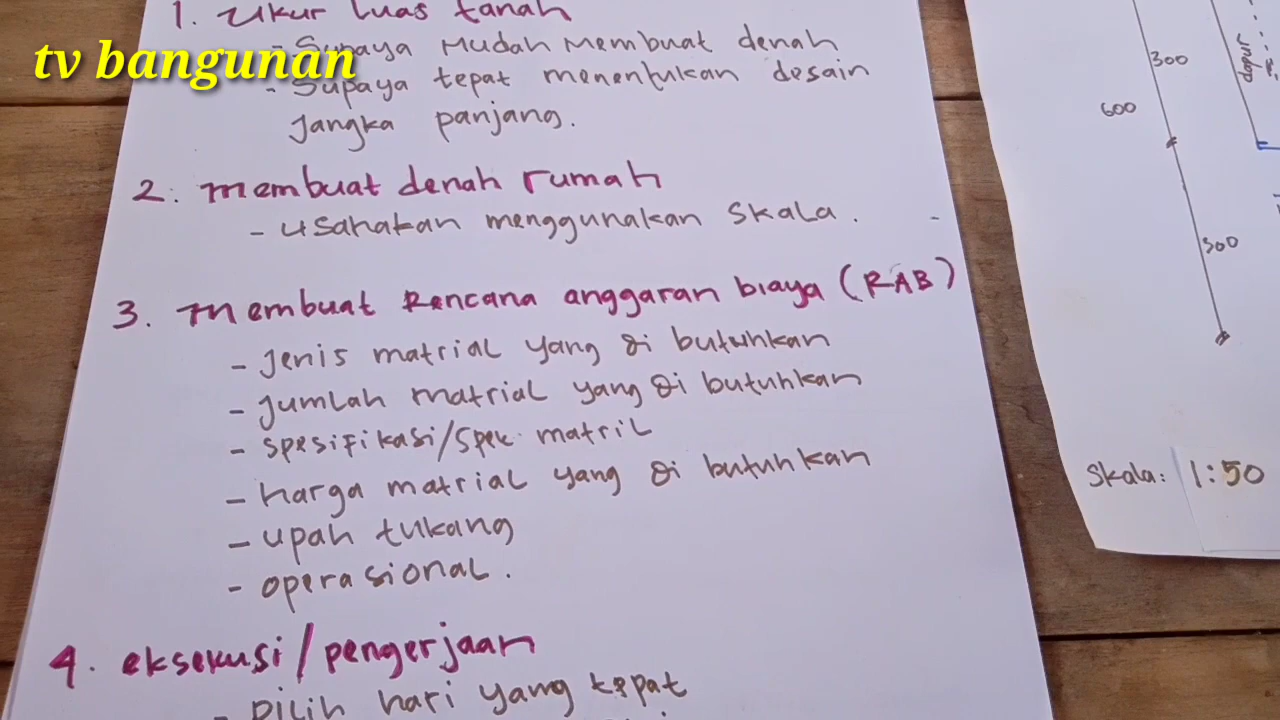 tv bangunan
1. Ukur luas tanah
- Supaya Mudah Membuat denah
- Supaya tepat menentukan desain
jangka panjang.
2. membuat denah rumah
- usahakan menggunakan skala.
3. membuat Rencana anggaran biaya (RAB)
- jenis matrial yang di butuhkan
- jumlah matrial yang di butuhkan
- spesifikasi/spek. matril
- harga matrial yang di butuhkan
- upah tukang
- operasional.
4. eksekusi/pengerjaan
- pilih hari yang tepat
300
600
300
Skala: 1:50